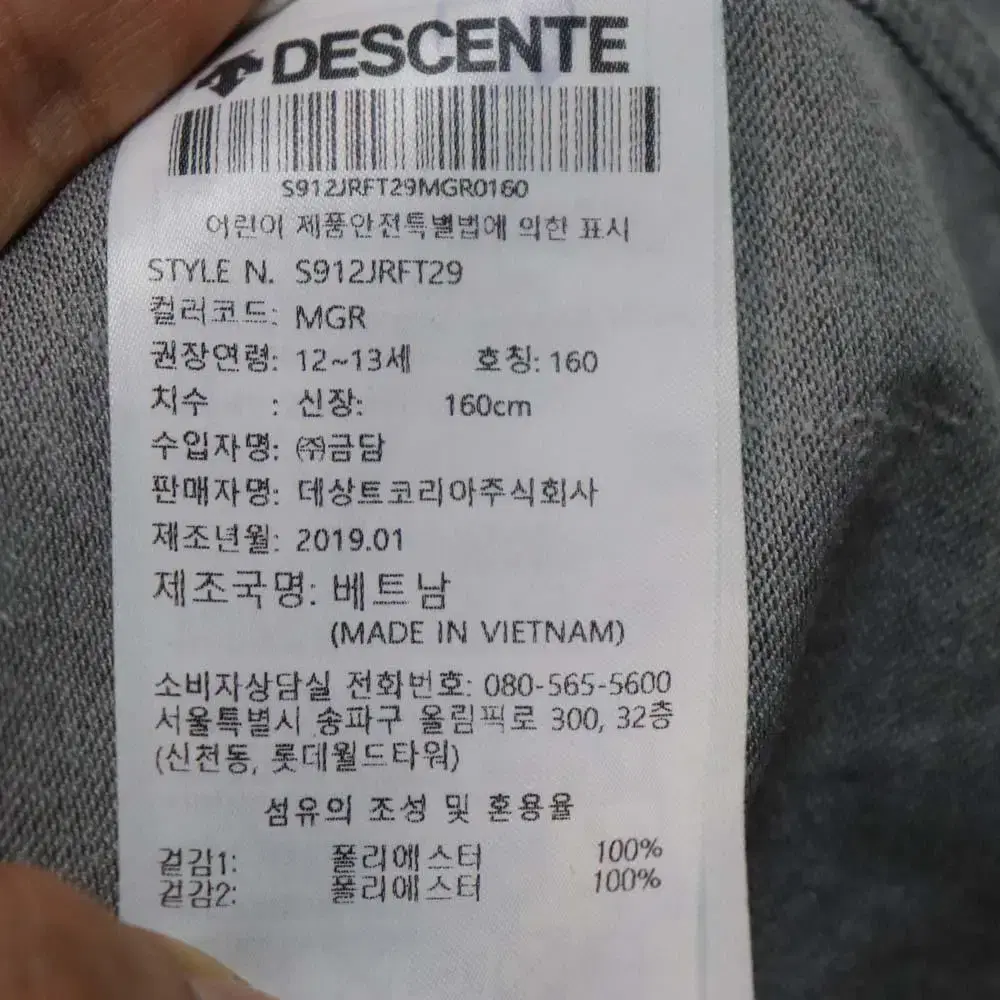 DESCENTE
S912JRFT29MGR0160
어린이 제품안전특별법에 의한 표시
STYLE N. S912JRFT29
컬러코드: MGR
권장연령: 12~13세 호칭: 160
치수 : 신장: 160cm
수입자명: ㈜금담
판매자명: 데상트코리아주식회사
제조년월: 2019.01
제조국명: 베트남
(MADE IN VIETNAM)
소비자상담실 전화번호: 080-565-5600
서울특별시 송파구 올림픽로 300, 32층
(신천동, 롯데월드타워)
섬유의 조성 및 혼용율
겉감1: 폴리에스터 100%
겉감2: 폴리에스터 100%